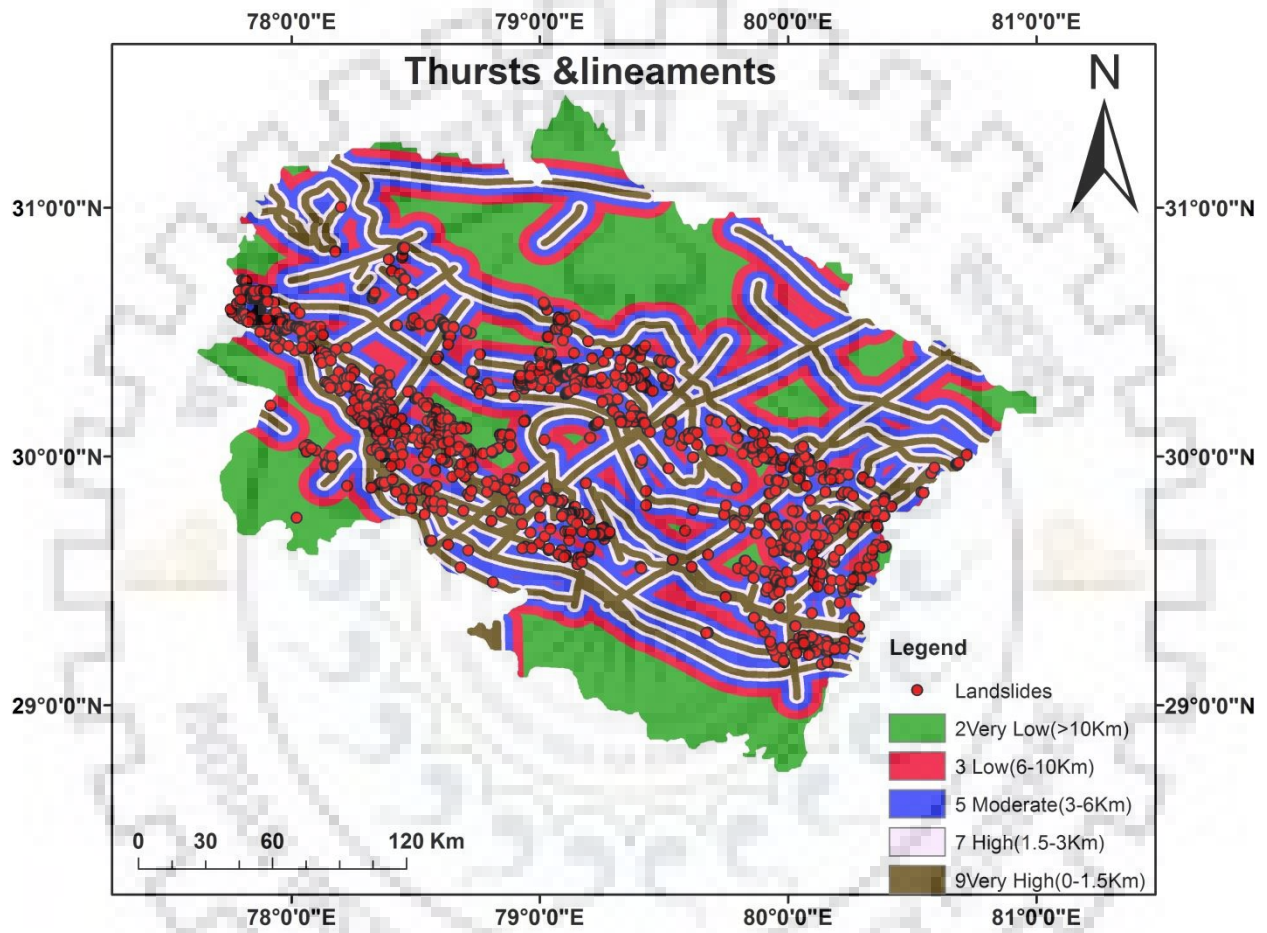 78°0'0"E 79°0'0"E 80°0'0"E 81°0'0"E
Thursts &lineaments
N
31°0'0"N 31°0'0"N
30°0'0"N 30°0'0"N
29°0'0"N 29°0'0"N
Legend
Landslides
2Very Low(>10Km)
3 Low(6-10Km)
5 Moderate(3-6Km)
7 High(1.5-3Km)
9Very High(0-1.5Km)
0 30 60 120 Km
78°0'0"E 79°0'0"E 80°0'0"E 81°0'0"E